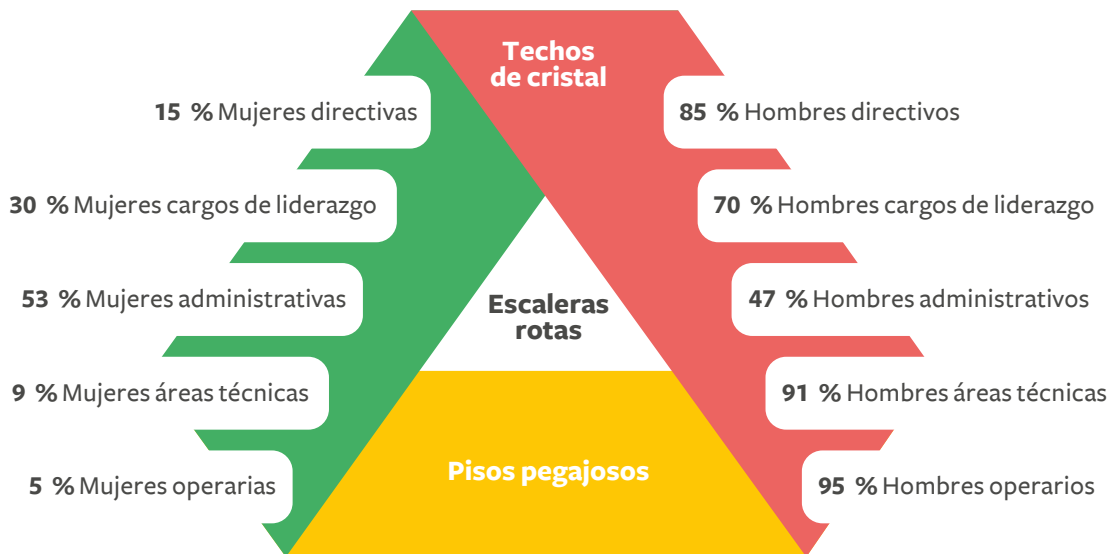 Techos
de cristal
15 % Mujeres directivas
85 % Hombres directivos
30 % Mujeres cargos de liderazgo
70 % Hombres cargos de liderazgo
53 % Mujeres administrativas
Escaleras
rotas
47 % Hombres administrativos
9 % Mujeres áreas técnicas
91 % Hombres áreas técnicas
Pisos pegajosos
5 % Mujeres operarias
95 % Hombres operarios